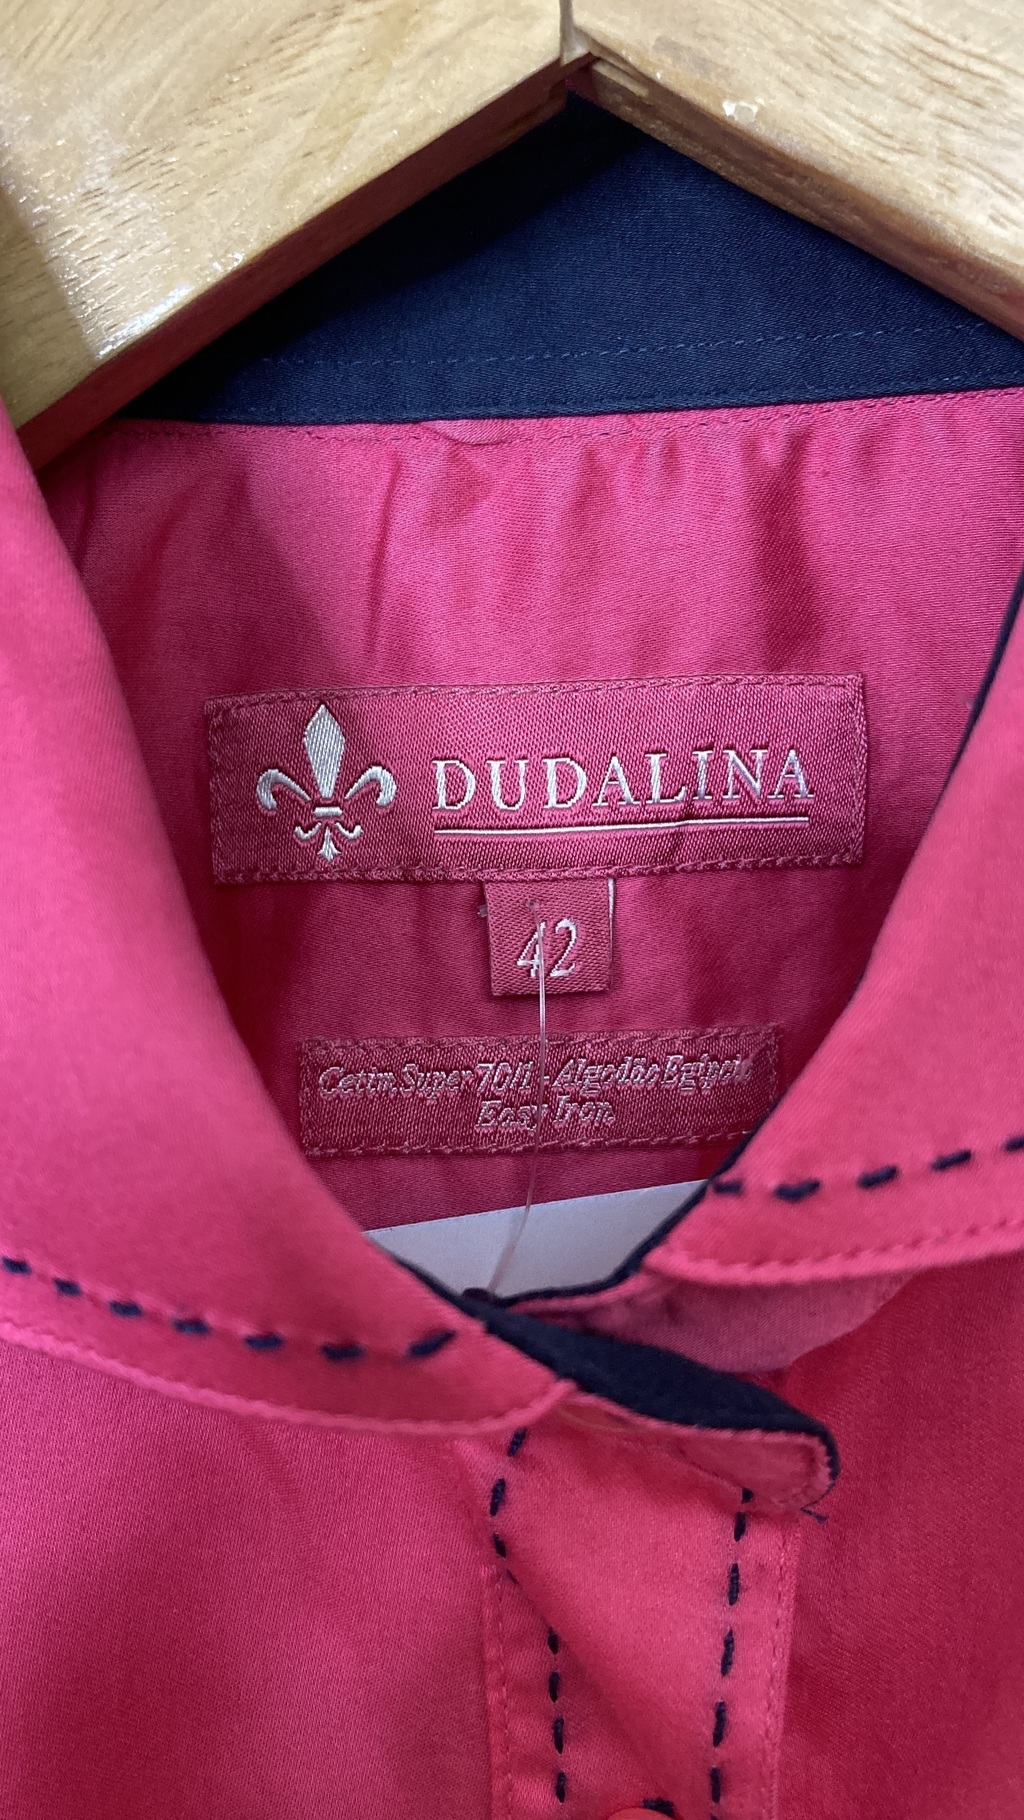 DUDALINA
42
Cetim Super 70/1 - Algodão Egípcio
Easy Iron